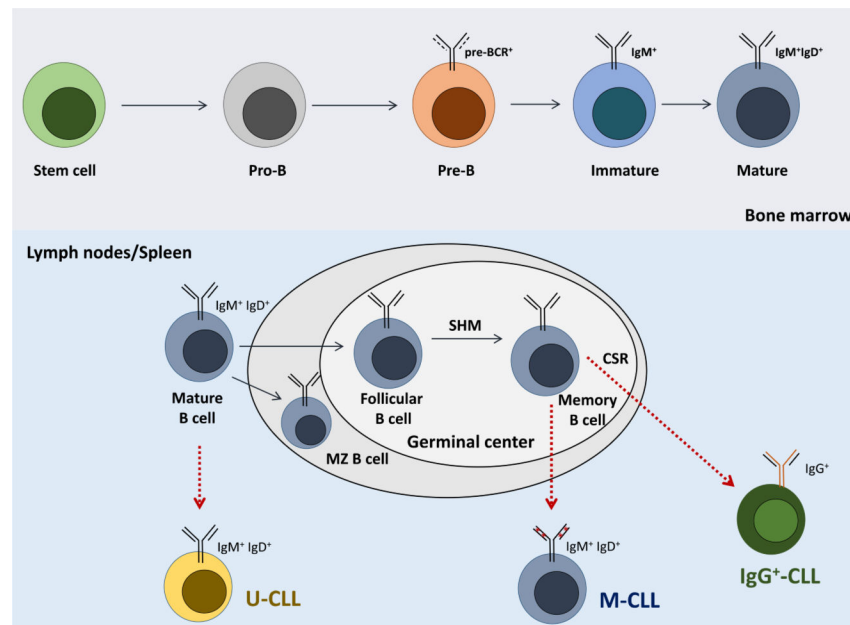 pre-BCR⁺
IgM⁺
IgM⁺IgD⁺
Stem cell
Pro-B
Pre-B
Immature
Mature
Bone marrow
Lymph nodes/Spleen
IgM⁺ IgD⁺
SHM
CSR
Mature
B cell
Follicular
B cell
Memory
B cell
Germinal center
MZ B cell
IgG⁺
IgM⁺ IgD⁺
IgM⁺ IgD⁺
IgG⁺-CLL
U-CLL
M-CLL